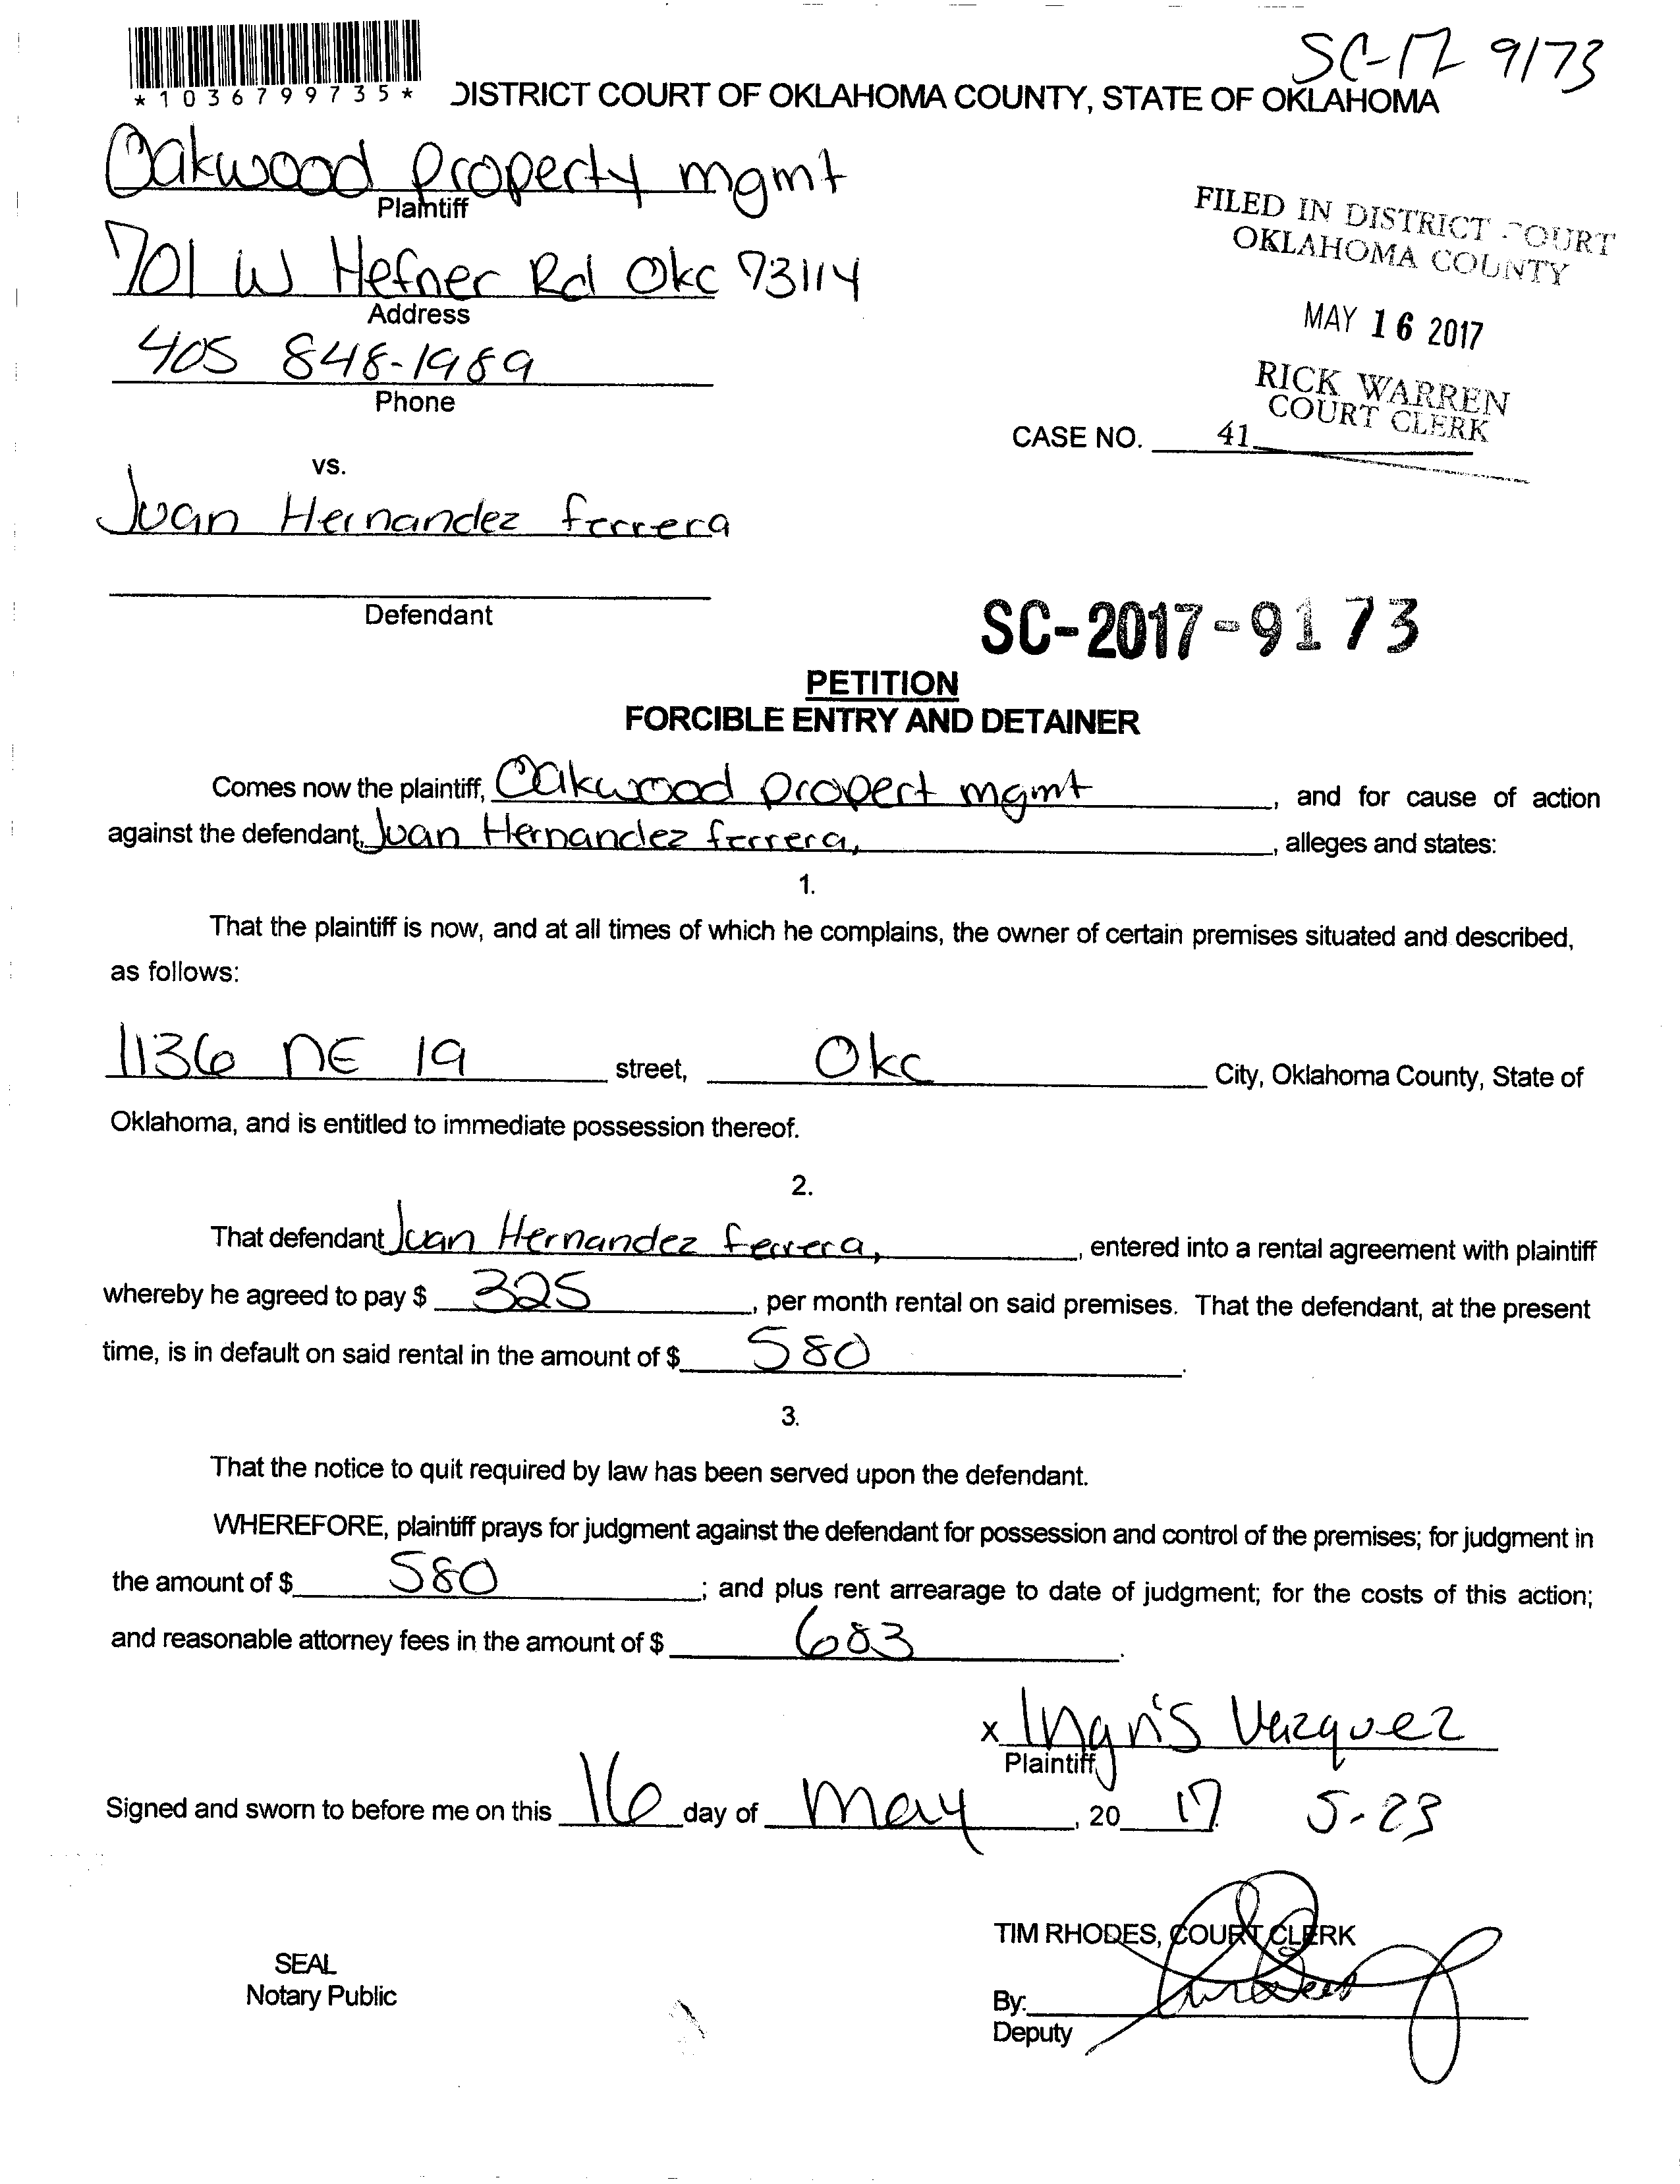 SC-17 9173
*1036799735*
DISTRICT COURT OF OKLAHOMA COUNTY, STATE OF OKLAHOMA
Oakwood property mgmt
Plaintiff
701 W Hefner Rd Okc 73114
Address
405 848-1989
Phone
FILED IN DISTRICT COURT
OKLAHOMA COUNTY
MAY 16 2017
RICK WARREN
COURT CLERK
CASE NO. 41
vs.
Juan Hernandez ferrera
Defendant
SC-2017-9173
PETITION
FORCIBLE ENTRY AND DETAINER
Comes now the plaintiff, Oakwood propert mgmt, and for cause of action
against the defendant, Juan Hernandez ferrera, , alleges and states:
1.
That the plaintiff is now, and at all times of which he complains, the owner of certain premises situated and described,
as follows:
1136 NE 19 street, Okc City, Oklahoma County, State of
Oklahoma, and is entitled to immediate possession thereof.
2.
That defendant Juan Hernandez ferrera, , entered into a rental agreement with plaintiff
whereby he agreed to pay $ 325, per month rental on said premises. That the defendant, at the present
time, is in default on said rental in the amount of $ 580.
3.
That the notice to quit required by law has been served upon the defendant.
WHEREFORE, plaintiff prays for judgment against the defendant for possession and control of the premises; for judgment in
the amount of $ 580; and plus rent arrearage to date of judgment; for the costs of this action;
and reasonable attorney fees in the amount of $ 683.
x Ingris Vazquez
Plaintiff
Signed and sworn to before me on this 16 day of May, 20 17. 5-23
TIM RHODES, COURT CLERK
SEAL
Notary Public
By:
Deputy